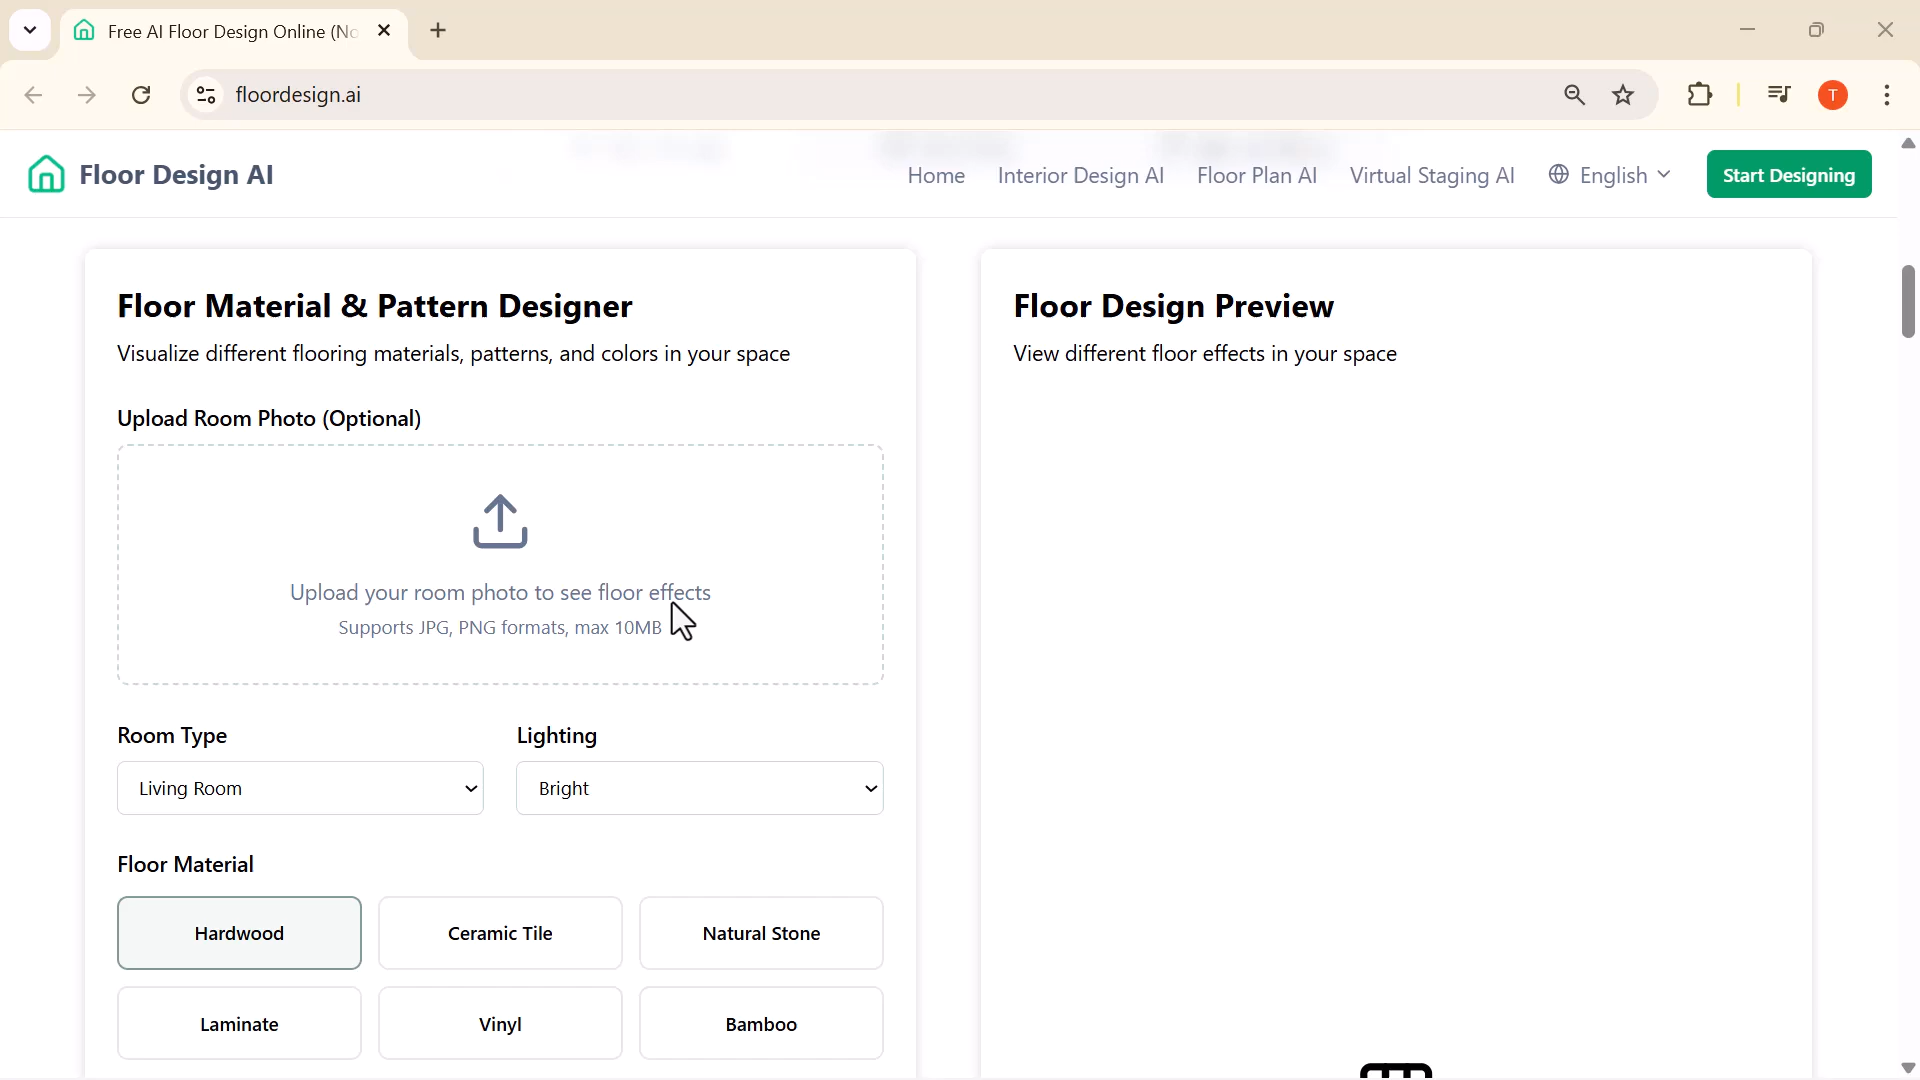 Free AI Floor Design Online (No
floordesign.ai
T
Floor Design AI
Home
Interior Design AI
Floor Plan AI
Virtual Staging AI
English
Start Designing
Floor Material & Pattern Designer
Visualize different flooring materials, patterns, and colors in your space
Upload Room Photo (Optional)
Upload your room photo to see floor effects
Supports JPG, PNG formats, max 10MB
Room Type
Lighting
Living Room
Bright
Floor Material
Hardwood
Ceramic Tile
Natural Stone
Laminate
Vinyl
Bamboo
Floor Design Preview
View different floor effects in your space